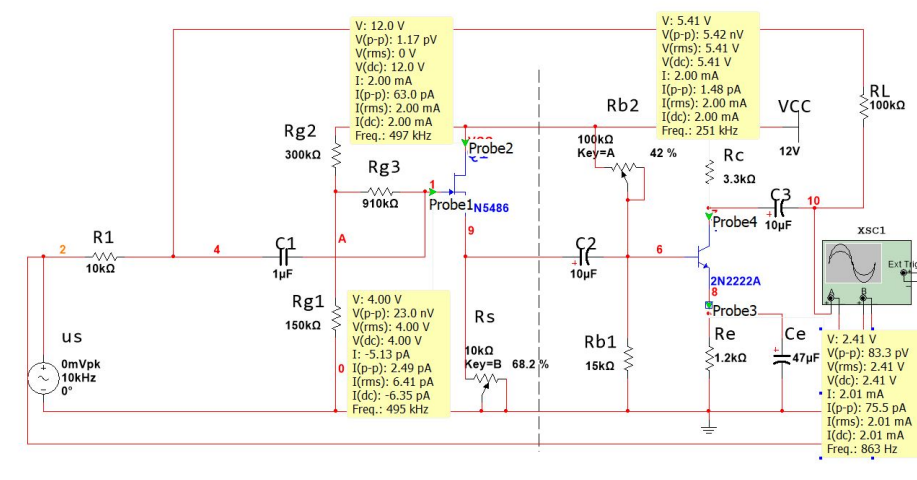 V: 12.0 V
V(p-p): 1.17 pV
V(rms): 0 V
V(dc): 12.0 V
I: 2.00 mA
I(p-p): 63.0 pA
I(rms): 2.00 mA
I(dc): 2.00 mA
Freq.: 497 kHz
V: 5.41 V
V(p-p): 5.42 nV
V(rms): 5.41 V
V(dc): 5.41 V
I: 2.00 mA
I(p-p): 1.48 pA
I(rms): 2.00 mA
I(dc): 2.00 mA
Freq.: 251 kHz
RL
100kΩ
Rb2
100kΩ
Key=A
42 %
VCC
12V
Rg2
300kΩ
Probe2
Rg3
910kΩ
1
Probe1
N5486
Rc
3.3kΩ
C3
10µF
10
Probe4
XSC1
Ext Trig
A
B
2
R1
10kΩ
4
C1
1µF
A
9
C2
10µF
6
2N2222A
8
Probe3
Rg1
150kΩ
0
V: 4.00 V
V(p-p): 23.0 nV
V(rms): 4.00 V
V(dc): 4.00 V
I: -5.13 pA
I(p-p): 2.49 pA
I(rms): 6.41 pA
I(dc): -6.35 pA
Freq.: 495 kHz
Rs
10kΩ
Key=B
68.2 %
Rb1
15kΩ
Re
1.2kΩ
Ce
47µF
us
0mVpk
10kHz
0°
V: 2.41 V
V(p-p): 83.3 pV
V(rms): 2.41 V
V(dc): 2.41 V
I: 2.01 mA
I(p-p): 75.5 pA
I(rms): 2.01 mA
I(dc): 2.01 mA
Freq.: 863 Hz